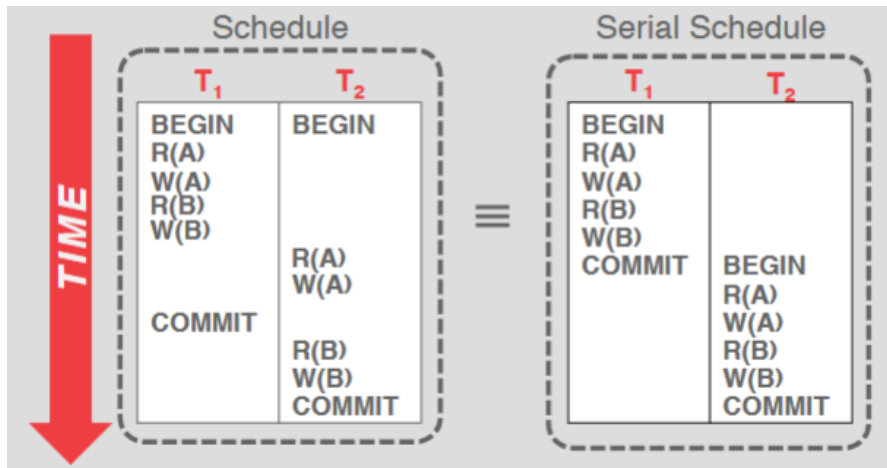 Schedule
Serial Schedule
TIME
T1 T2
BEGIN BEGIN
R(A)
W(A)
R(B)
W(B)
R(A)
W(A)
COMMIT
R(B)
W(B)
COMMIT
≡
T1 T2
BEGIN
R(A)
W(A)
R(B)
W(B)
COMMIT BEGIN
R(A)
W(A)
R(B)
W(B)
COMMIT